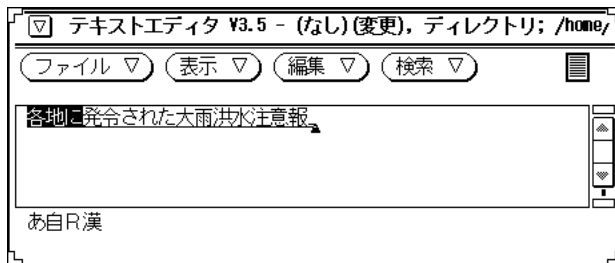 テキストエディタ V3.5 - (なし)(変更), ディレクトリ; /home/
ファイル 表示 編集 検索
各地に発令された大雨洪水注意報
あ自R漢